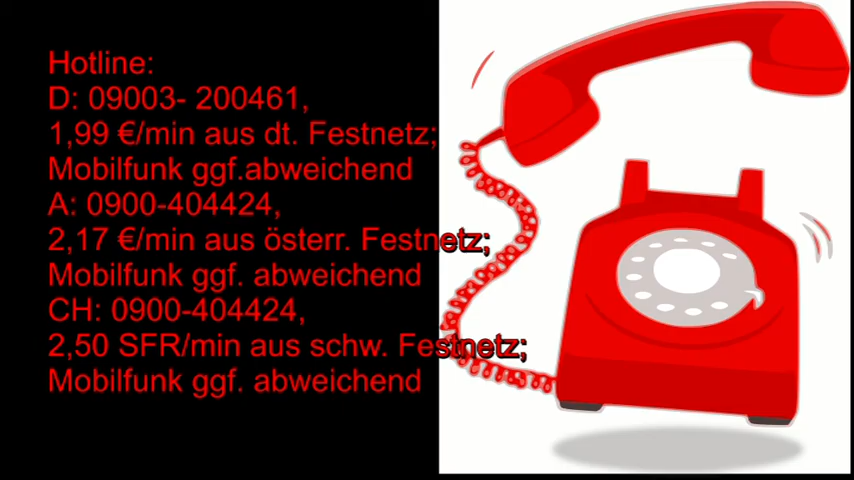 Hotline:
D: 09003- 200461,
1,99 €/min aus dt. Festnetz;
Mobilfunk ggf.abweichend
A: 0900-404424,
2,17 €/min aus österr. Festnetz;
Mobilfunk ggf. abweichend
CH: 0900-404424,
2,50 SFR/min aus schw. Festnetz;
Mobilfunk ggf. abweichend